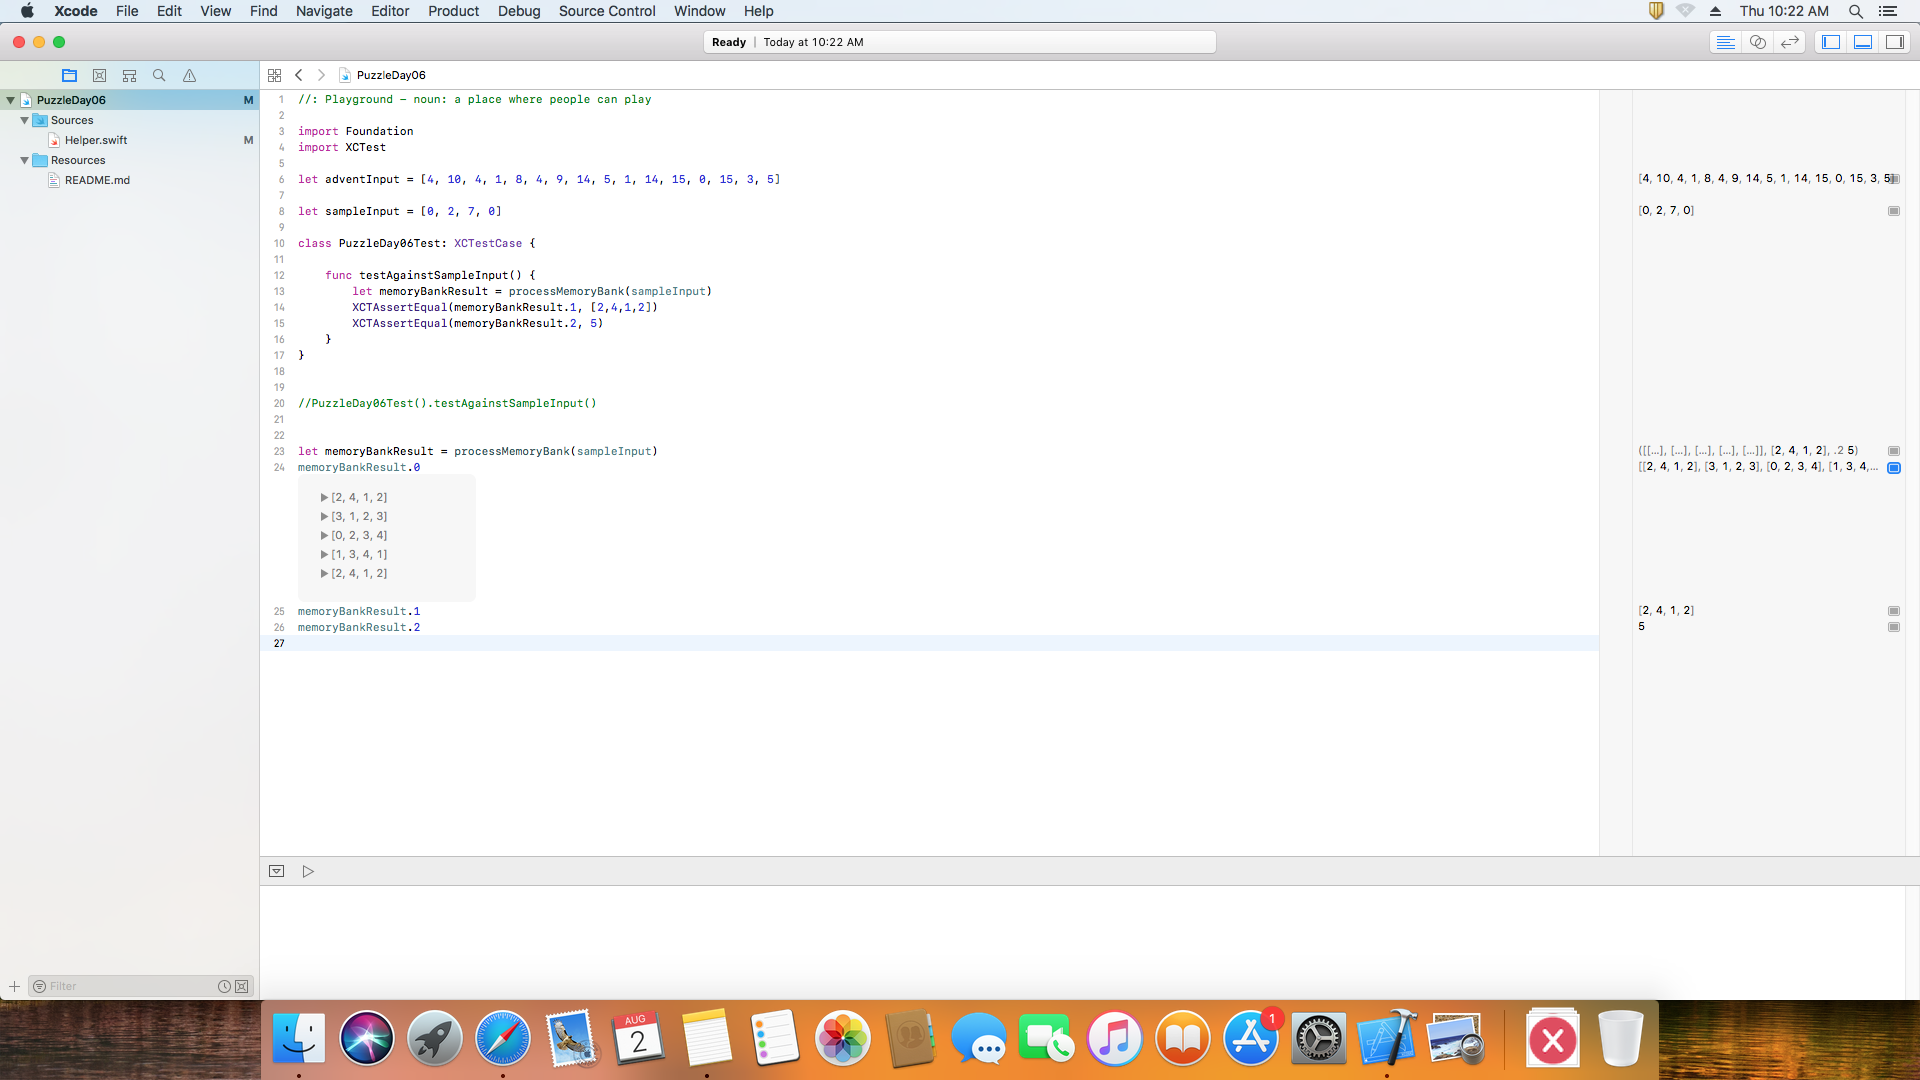 Xcode File Edit View Find Navigate Editor Product Debug Source Control Window Help Thu 10:22 AM
Ready | Today at 10:22 AM
PuzzleDay06
PuzzleDay06 M
Sources
Helper.swift M
Resources
README.md
1 //: Playground - noun: a place where people can play
2
3 import Foundation
4 import XCTest
5
6 let adventInput = [4, 10, 4, 1, 8, 4, 9, 14, 5, 1, 14, 15, 0, 15, 3, 5]
7
8 let sampleInput = [0, 2, 7, 0]
9
10 class PuzzleDay06Test: XCTestCase {
11
12 func testAgainstSampleInput() {
13 let memoryBankResult = processMemoryBank(sampleInput)
14 XCTAssertEqual(memoryBankResult.1, [2,4,1,2])
15 XCTAssertEqual(memoryBankResult.2, 5)
16 }
17 }
18
19
20 //PuzzleDay06Test().testAgainstSampleInput()
21
22
23 let memoryBankResult = processMemoryBank(sampleInput)
24 memoryBankResult.0
[2, 4, 1, 2]
[3, 1, 2, 3]
[0, 2, 3, 4]
[1, 3, 4, 1]
[2, 4, 1, 2]
25 memoryBankResult.1
26 memoryBankResult.2
27
[4, 10, 4, 1, 8, 4, 9, 14, 5, 1, 14, 15, 0, 15, 3, 5]
[0, 2, 7, 0]
([[...], [...], [...], [...], [...]], [2, 4, 1, 2], .2 5)
[[2, 4, 1, 2], [3, 1, 2, 3], [0, 2, 3, 4], [1, 3, 4,...
[2, 4, 1, 2]
5
Filter
AUG
2
1